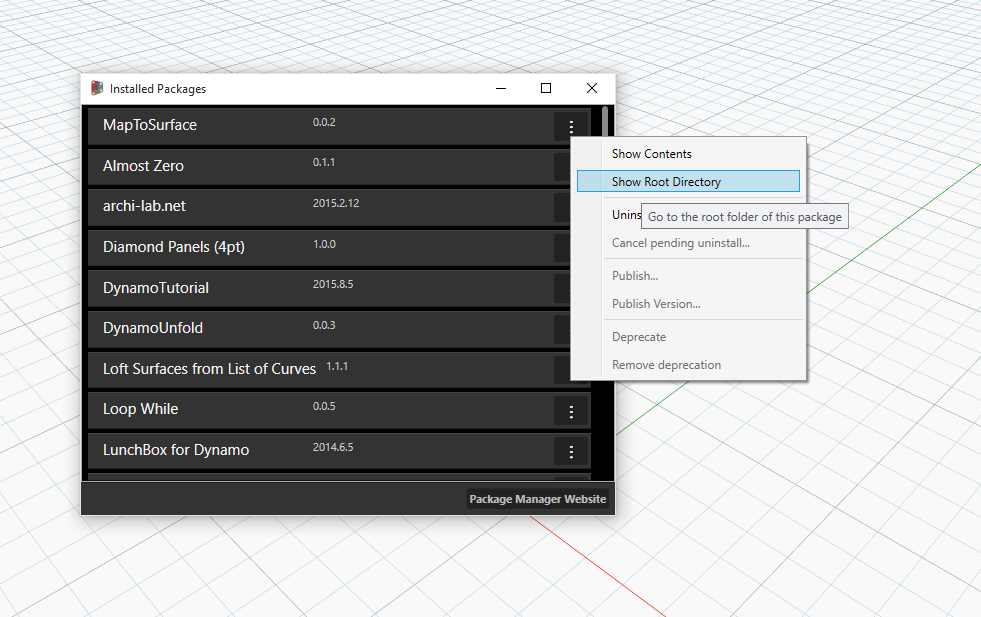 Installed Packages
MapToSurface 0.0.2
Almost Zero 0.1.1
archi-lab.net 2015.2.12
Diamond Panels (4pt) 1.0.0
DynamoTutorial 2015.8.5
DynamoUnfold 0.0.3
Loft Surfaces from List of Curves 1.1.1
Loop While 0.0.5
LunchBox for Dynamo 2014.6.5
Package Manager Website
Show Contents
Show Root Directory
Unins
Go to the root folder of this package
Cancel pending uninstall...
Publish...
Publish Version...
Deprecate
Remove deprecation